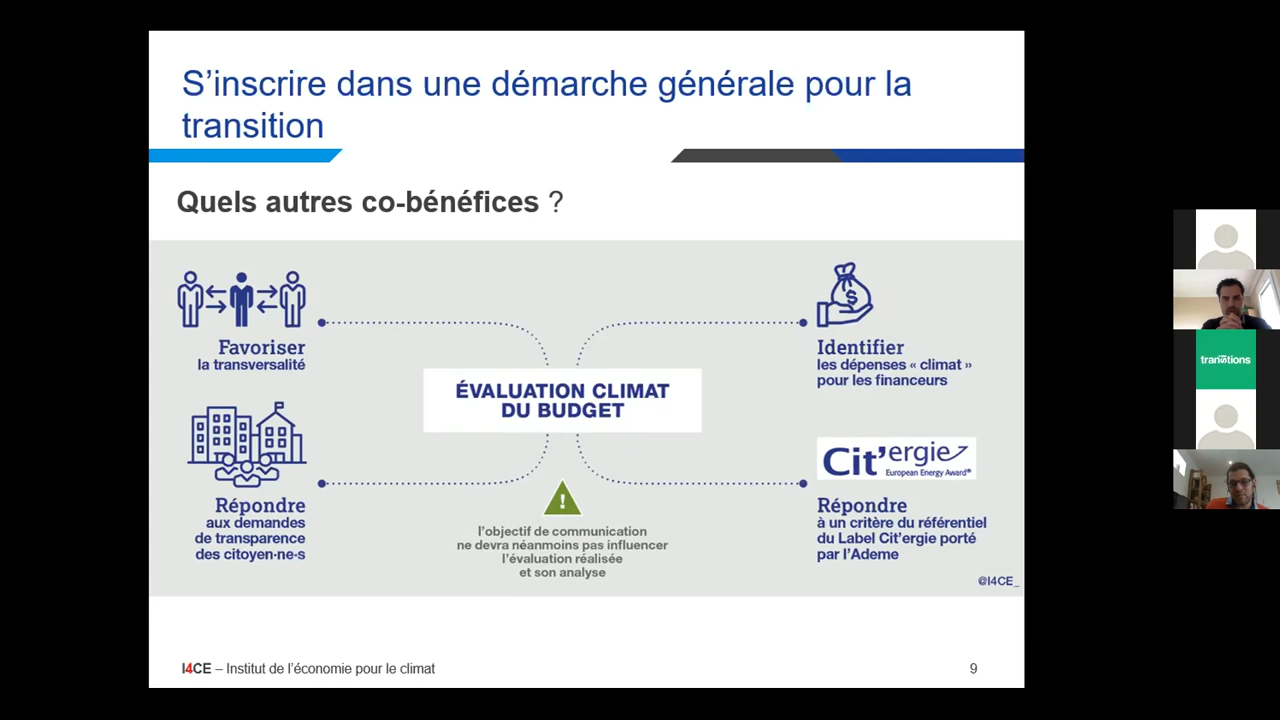 S’inscrire dans une démarche générale pour la
transition
Quels autres co-bénéfices ?
Favoriser
la transversalité
Répondre
aux demandes
de transparence
des citoyen·ne·s
ÉVALUATION CLIMAT
DU BUDGET
!
l’objectif de communication
ne devra néanmoins pas influencer
l’évaluation réalisée
et son analyse
$
Identifier
les dépenses « climat »
pour les financeurs
Cit’ergie
European Energy Award®
Répondre
à un critère du référentiel
du Label Cit’ergie porté
par l’Ademe
@I4CE_
I4CE – Institut de l’économie pour le climat
9
transitions